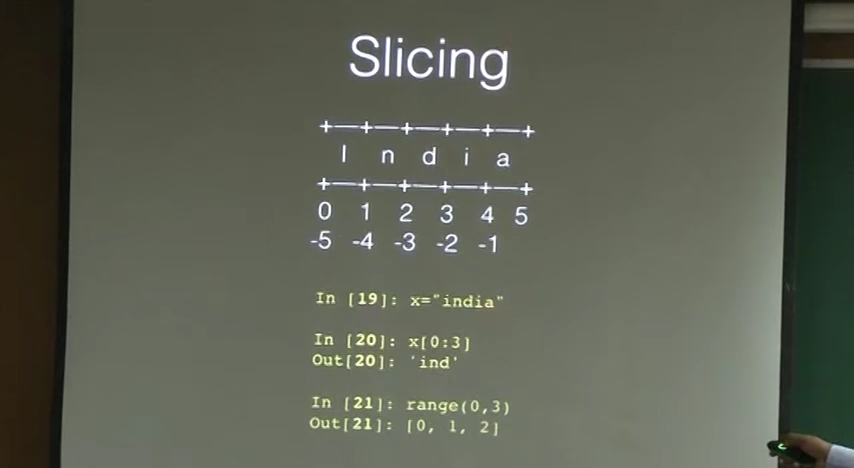 Slicing
+—+—+—+—+—+
I n d i a
+—+—+—+—+—+
0 1 2 3 4 5
-5 -4 -3 -2 -1
In [19]: x="india"
In [20]: x[0:3]
Out[20]: 'ind'
In [21]: range(0,3)
Out[21]: [0, 1, 2]